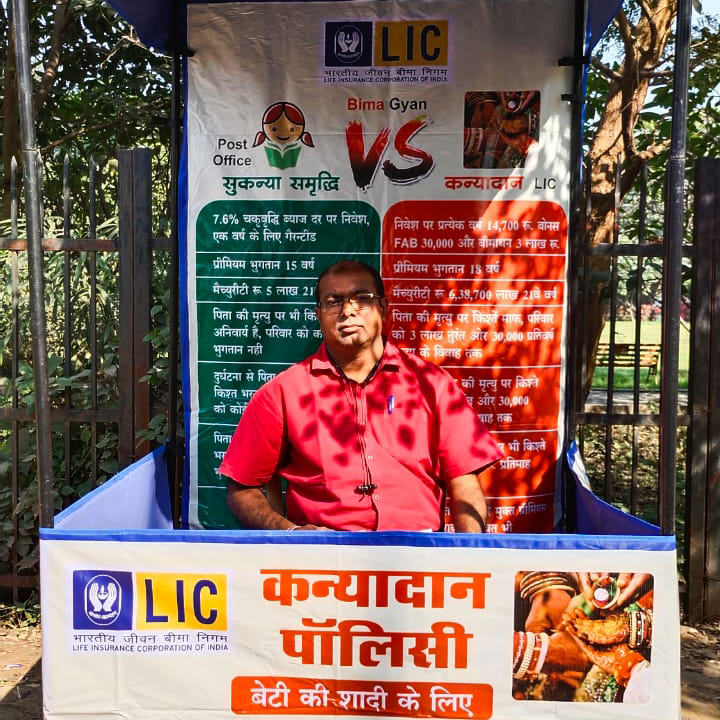 LIC
भारतीय जीवन बीमा निगम
LIFE INSURANCE CORPORATION OF INDIA
Bima Gyan
Post
Office
VS
सुकन्या समृद्धि
कन्यादान LIC
7.6% चक्रवृद्धि ब्याज दर पर निवेश,
एक वर्ष के लिए गैरन्टीड
प्रीमियम भुगतान 15 वर्ष
मैच्युरीटी रू 5 लाख 21
पिता की मृत्यु पर भी
अनिवार्य है, परिवार को
भुगतान नही
दुर्घटना से
किश्त
निवेश पर प्रत्येक वर्ष 14,700 रू. बोनस
FAB 30,000 और बीमाधन 3 लाख रू.
प्रीमियम भुगतान 18 वर्ष
मैच्युरीटी रू 6,38,700 लाख 21वे वर्ष
पिता की मृत्यु पर किश्तें माफ, परिवार
को 3 लाख तुरंत और 30,000 प्रतिवर्ष
के विवाह तक
की मृत्यु पर किश्ते
और 30,000
तक
पर भी किश्ते
प्रतिमाह
LIC
भारतीय जीवन बीमा निगम
LIFE INSURANCE CORPORATION OF INDIA
कन्यादान
पॉलिसी
बेटी की शादी के लिए